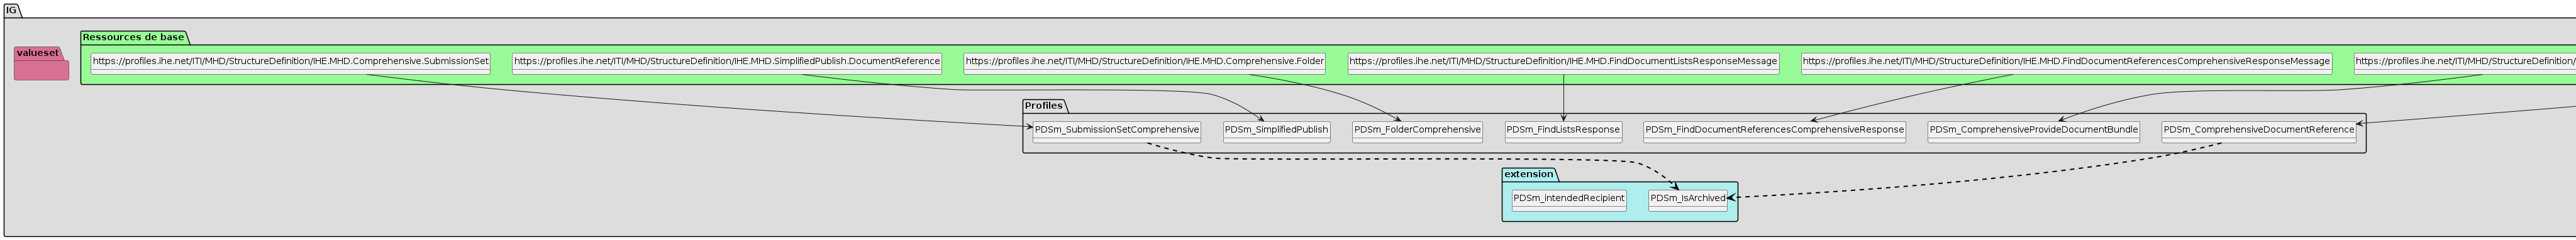 IG
valueset
Ressources de base
https://profiles.ihe.net/ITI/MHD/StructureDefinition/IHE.MHD.Comprehensive.SubmissionSet
https://profiles.ihe.net/ITI/MHD/StructureDefinition/IHE.MHD.SimplifiedPublish.DocumentReference
https://profiles.ihe.net/ITI/MHD/StructureDefinition/IHE.MHD.Comprehensive.Folder
https://profiles.ihe.net/ITI/MHD/StructureDefinition/IHE.MHD.FindDocumentListsResponseMessage
https://profiles.ihe.net/ITI/MHD/StructureDefinition/IHE.MHD.FindDocumentReferencesComprehensiveResponseMessage
https://profiles.ihe.net/ITI/MHD/StructureDefinition/
Profiles
PDSm_SubmissionSetComprehensive
PDSm_SimplifiedPublish
PDSm_FolderComprehensive
PDSm_FindListsResponse
PDSm_FindDocumentReferencesComprehensiveResponse
PDSm_ComprehensiveProvideDocumentBundle
PDSm_ComprehensiveDocumentReference
extension
PDSm_intendedRecipient
PDSm_IsArchived